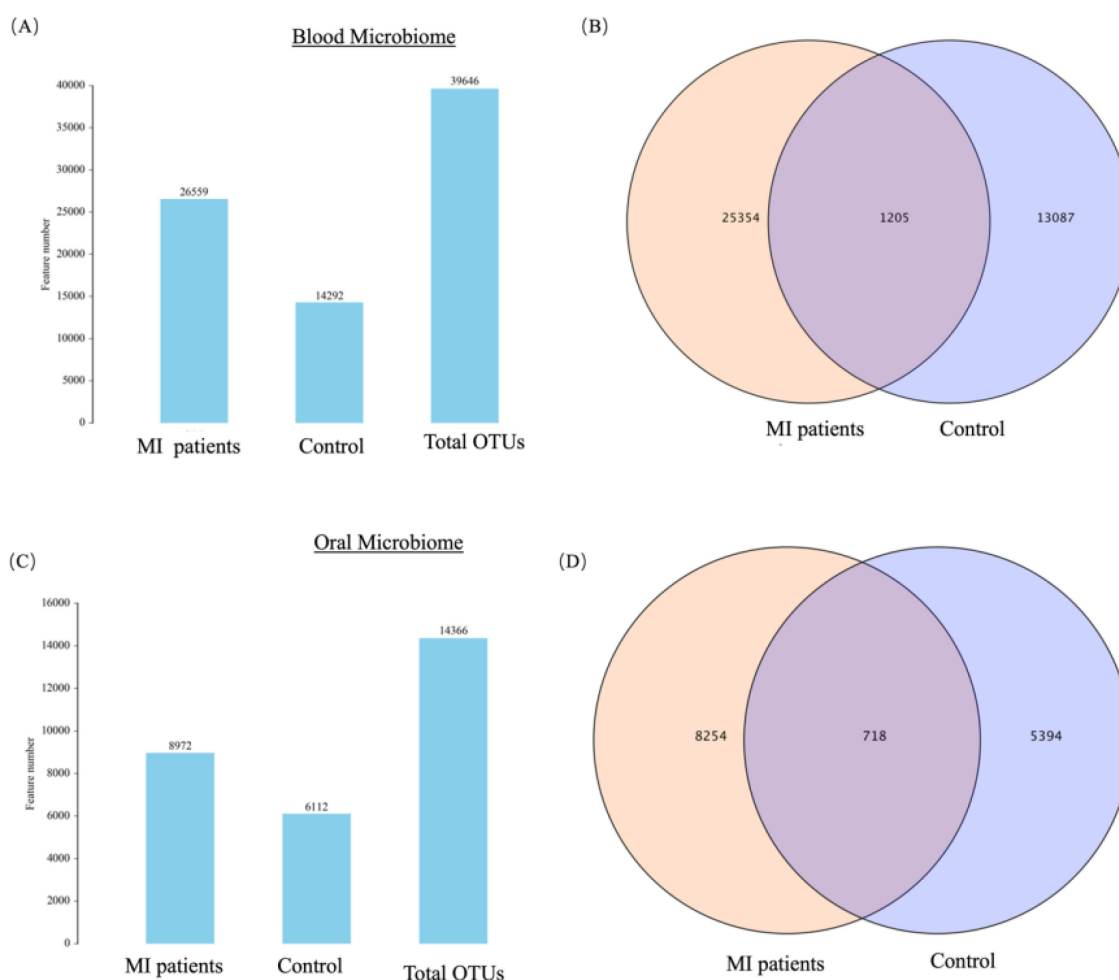 (A)
Blood Microbiome
40000
35000
30000
25000
20000
15000
10000
5000
0
Feature number
26559
14292
39646
MI patients
Control
Total OTUs
(B)
25354
1205
13087
MI patients
Control
(C)
Oral Microbiome
16000
14000
12000
10000
8000
6000
4000
2000
0
Feature number
8972
6112
14366
MI patients
Control
Total OTUs
(D)
8254
718
5394
MI patients
Control